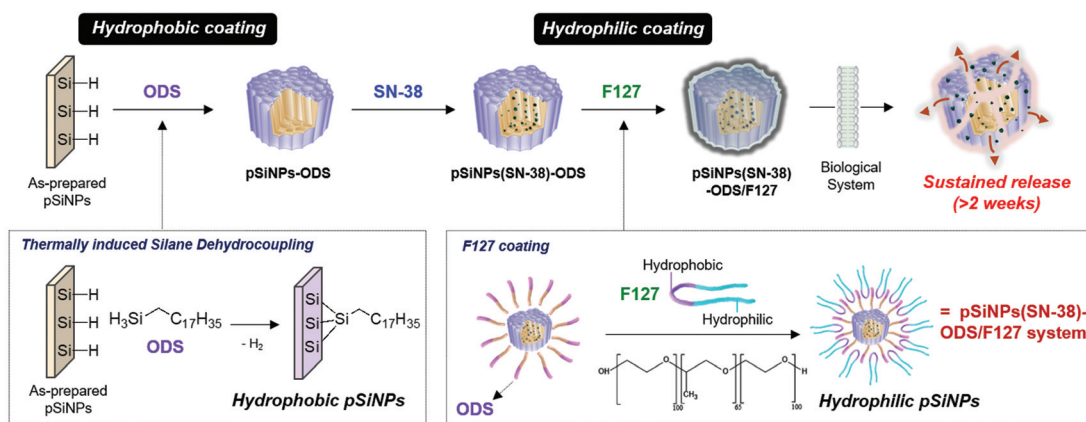 Hydrophobic coating
Hydrophilic coating
Si-H
Si-H
Si-H
ODS
SN-38
F127
As-prepared
pSiNPs
pSiNPs-ODS
pSiNPs(SN-38)-ODS
pSiNPs(SN-38)
-ODS/F127
Biological
System
Sustained release
(>2 weeks)
Thermally induced Silane Dehydrocoupling
Si-H
Si-H
Si-H
H3Si
C17H35
ODS
- H2
Si
Si
Si
Si
C17H35
As-prepared
pSiNPs
Hydrophobic pSiNPs
F127 coating
ODS
Hydrophobic
F127
Hydrophilic
OH
O
100
CH3
O
65
O
H
100
Hydrophilic pSiNPs
= pSiNPs(SN-38)-
ODS/F127 system